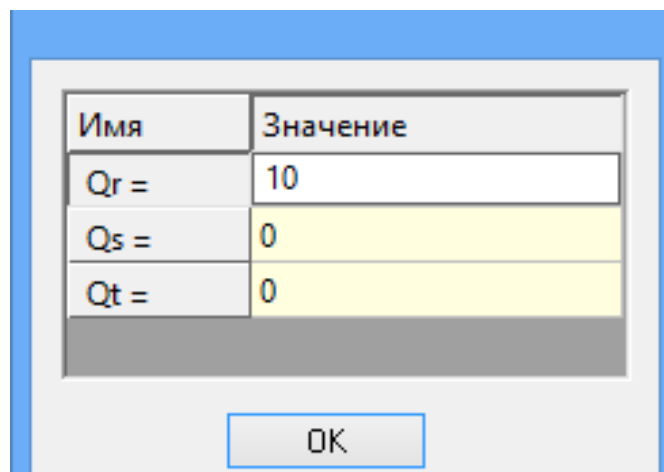 Имя Значение
Qr = 10
Qs = 0
Qt = 0
OK